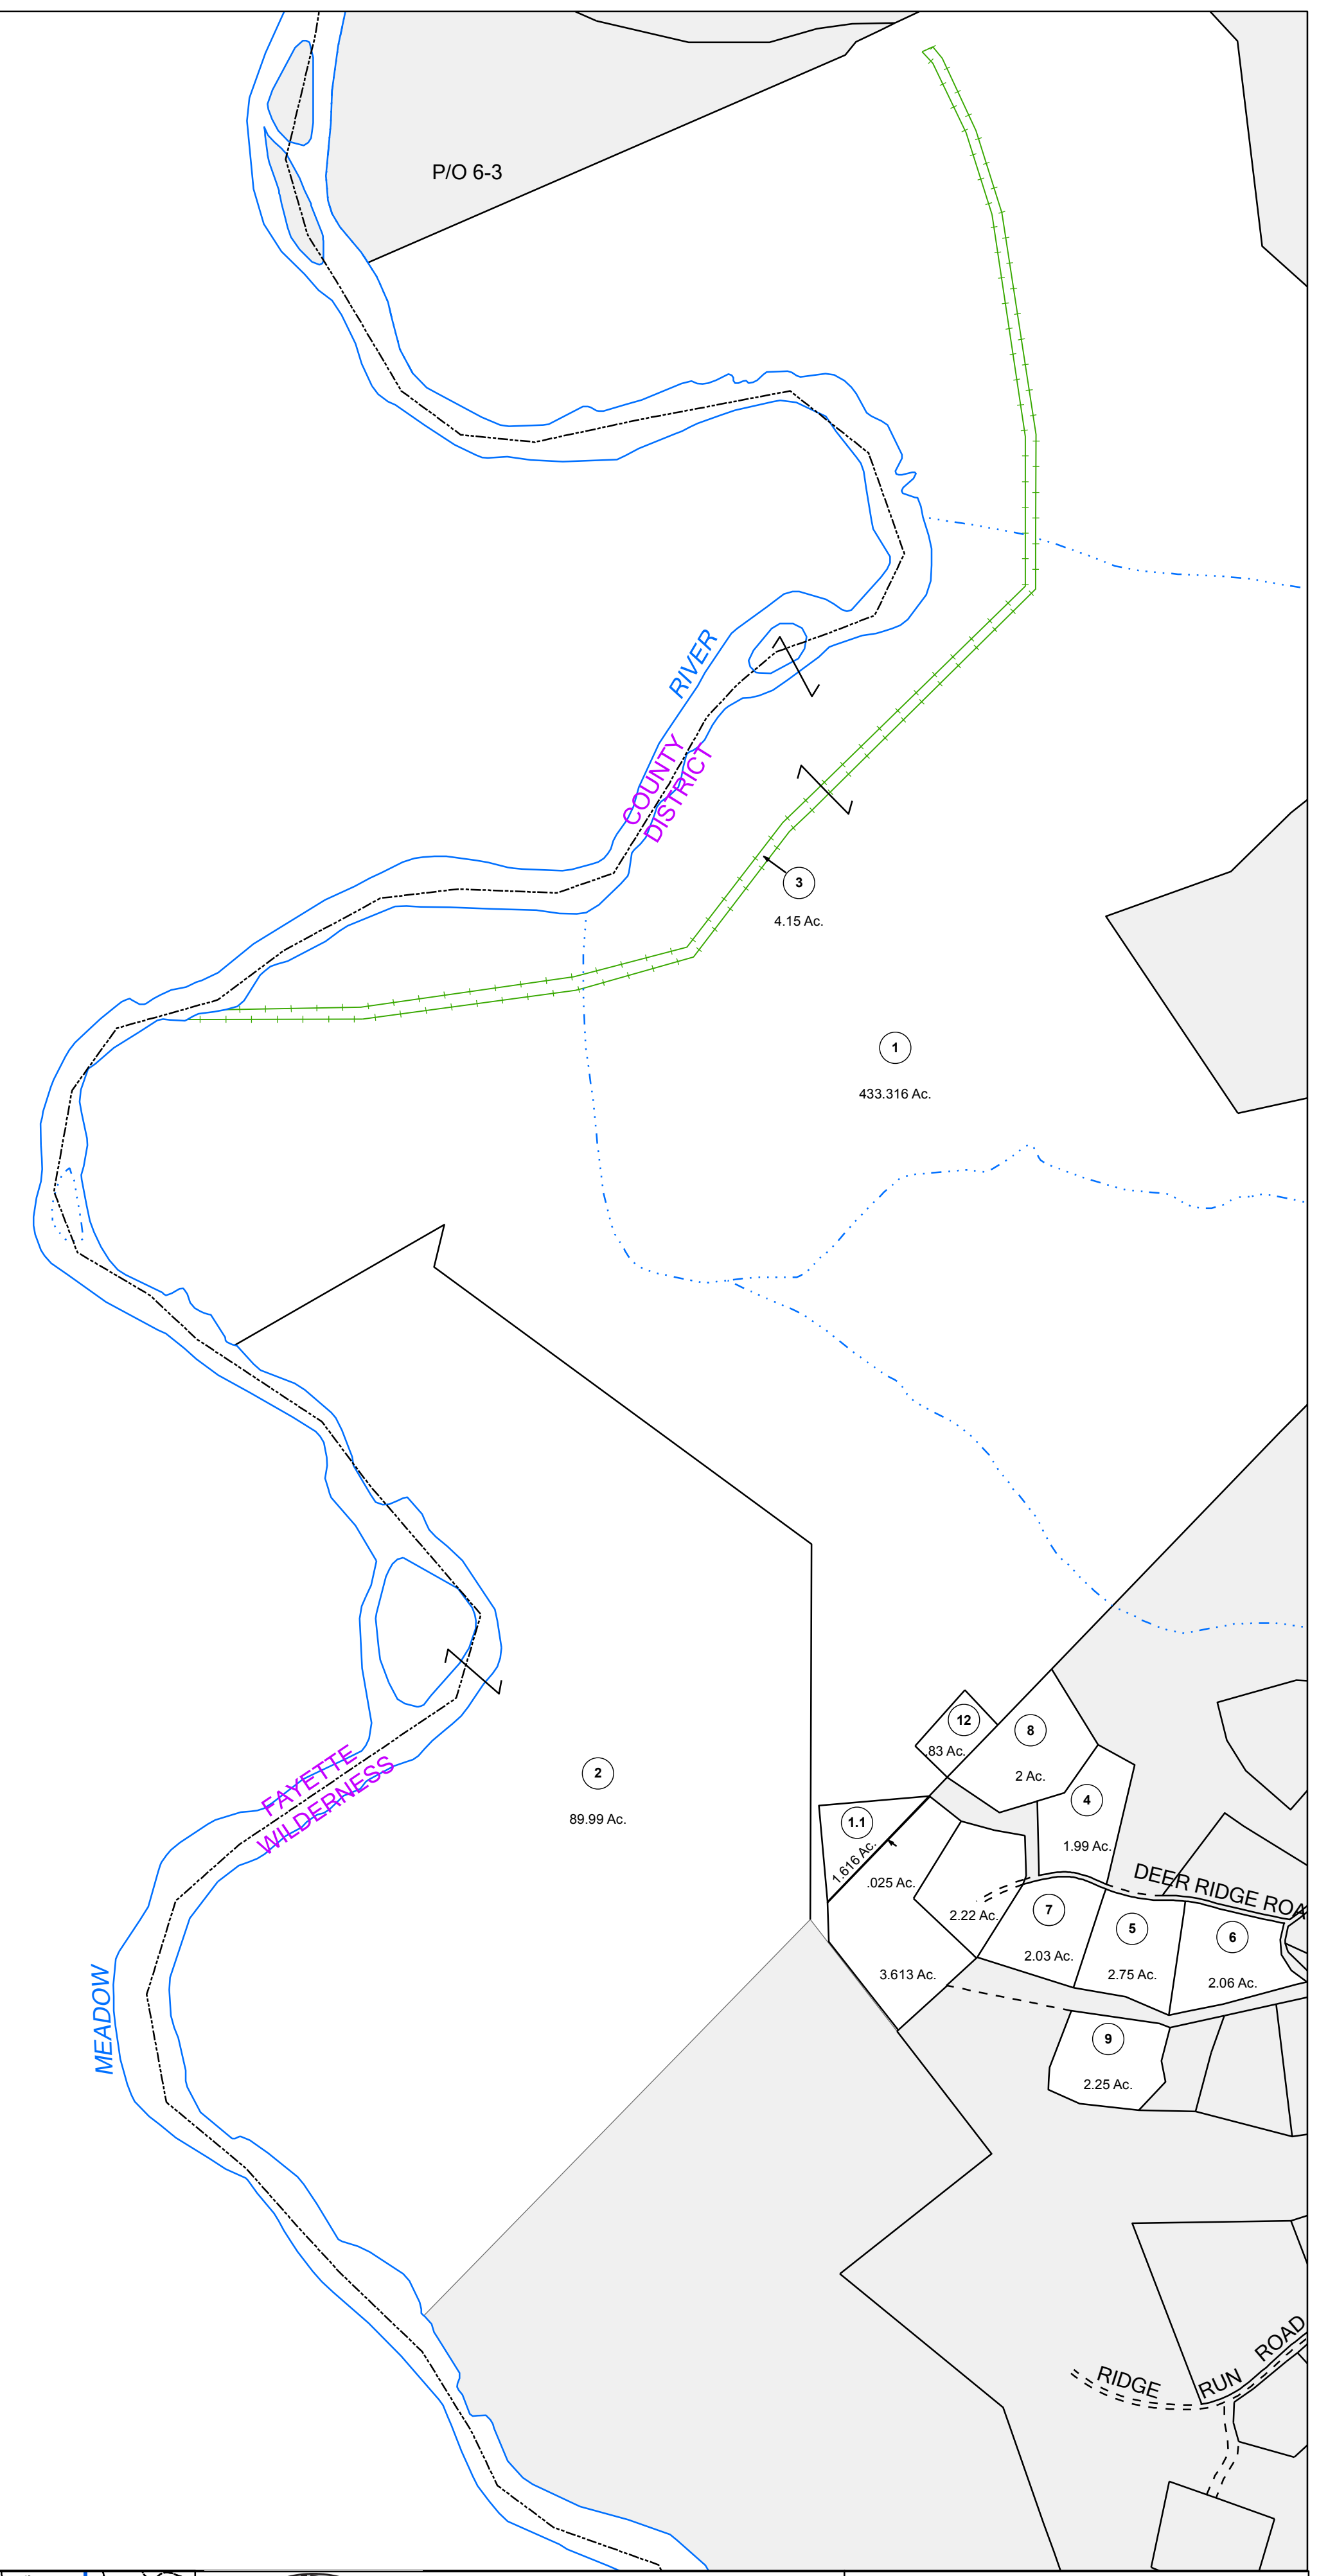 P/O 6-3
RIVER
COUNTY
DISTRICT
3
4.15 Ac.
1
433.316 Ac.
12
.83 Ac.
8
2 Ac.
2
89.99 Ac.
4
1.99 Ac.
1.1
1.616 Ac.
.025 Ac.
FAYETTE
WILDERNESS
DEER RIDGE ROA
2.22 Ac.
7
2.03 Ac.
5
2.75 Ac.
6
2.06 Ac.
3.613 Ac.
MEADOW
9
2.25 Ac.
RIDGE
RUN
ROAD